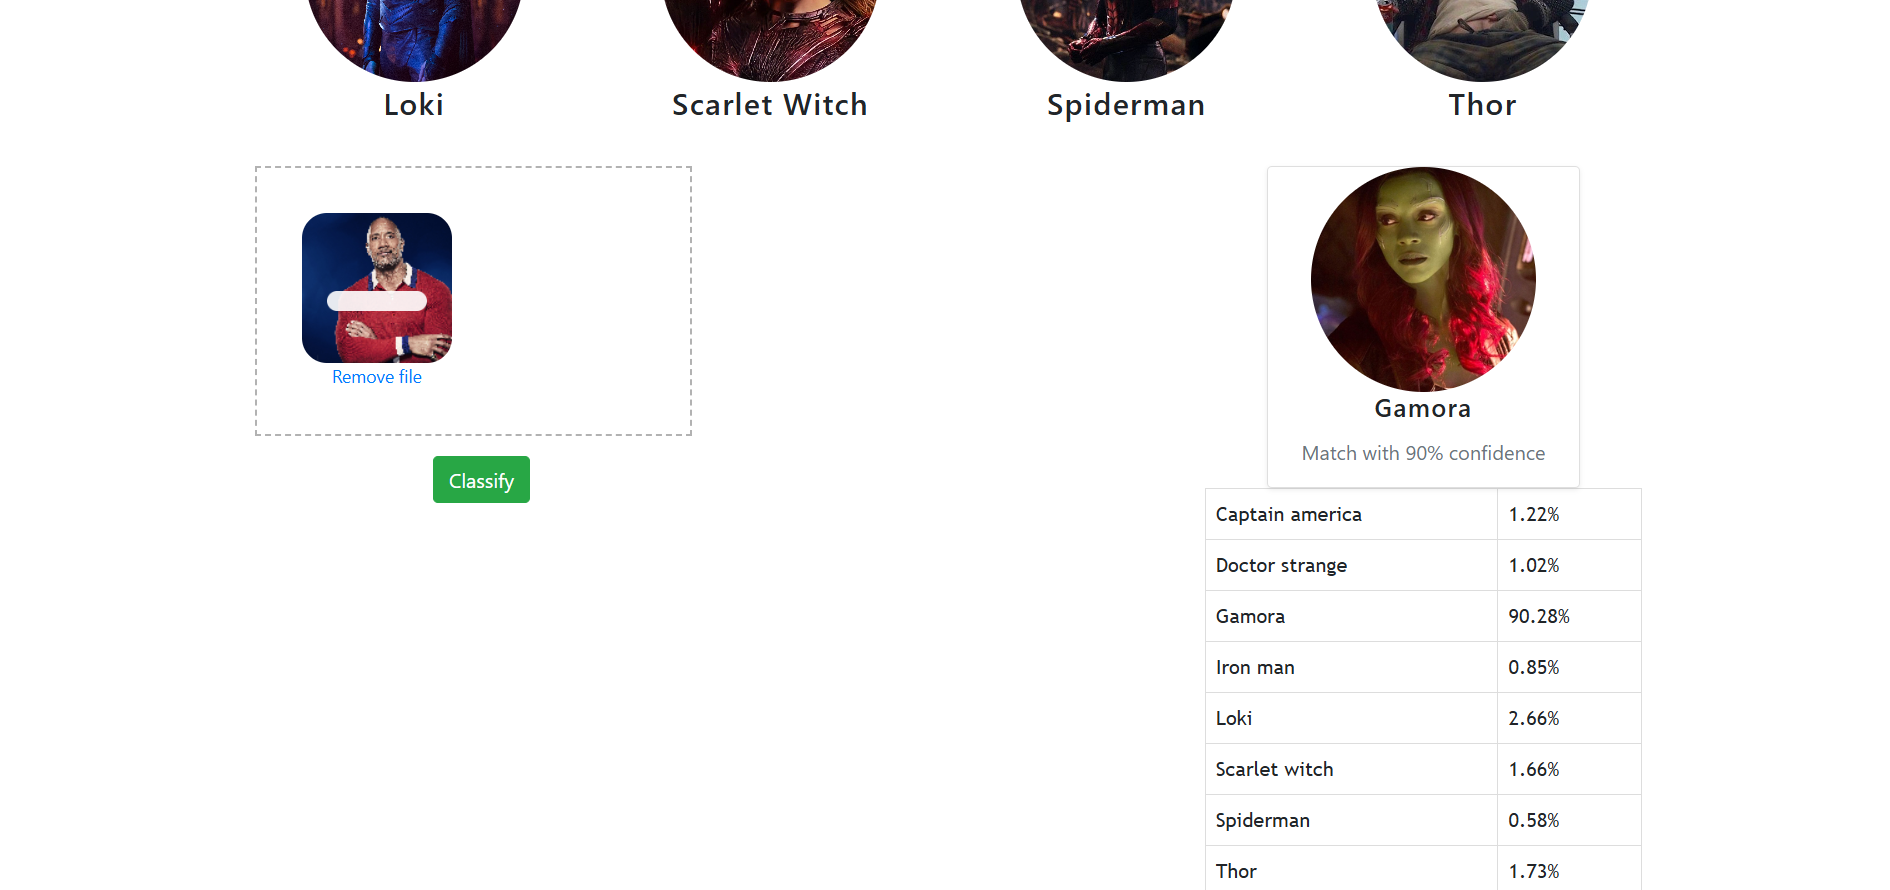 Loki
Scarlet Witch
Spiderman
Thor
Remove file
Classify
Gamora
Match with 90% confidence
Captain america 1.22%
Doctor strange 1.02%
Gamora 90.28%
Iron man 0.85%
Loki 2.66%
Scarlet witch 1.66%
Spiderman 0.58%
Thor 1.73%